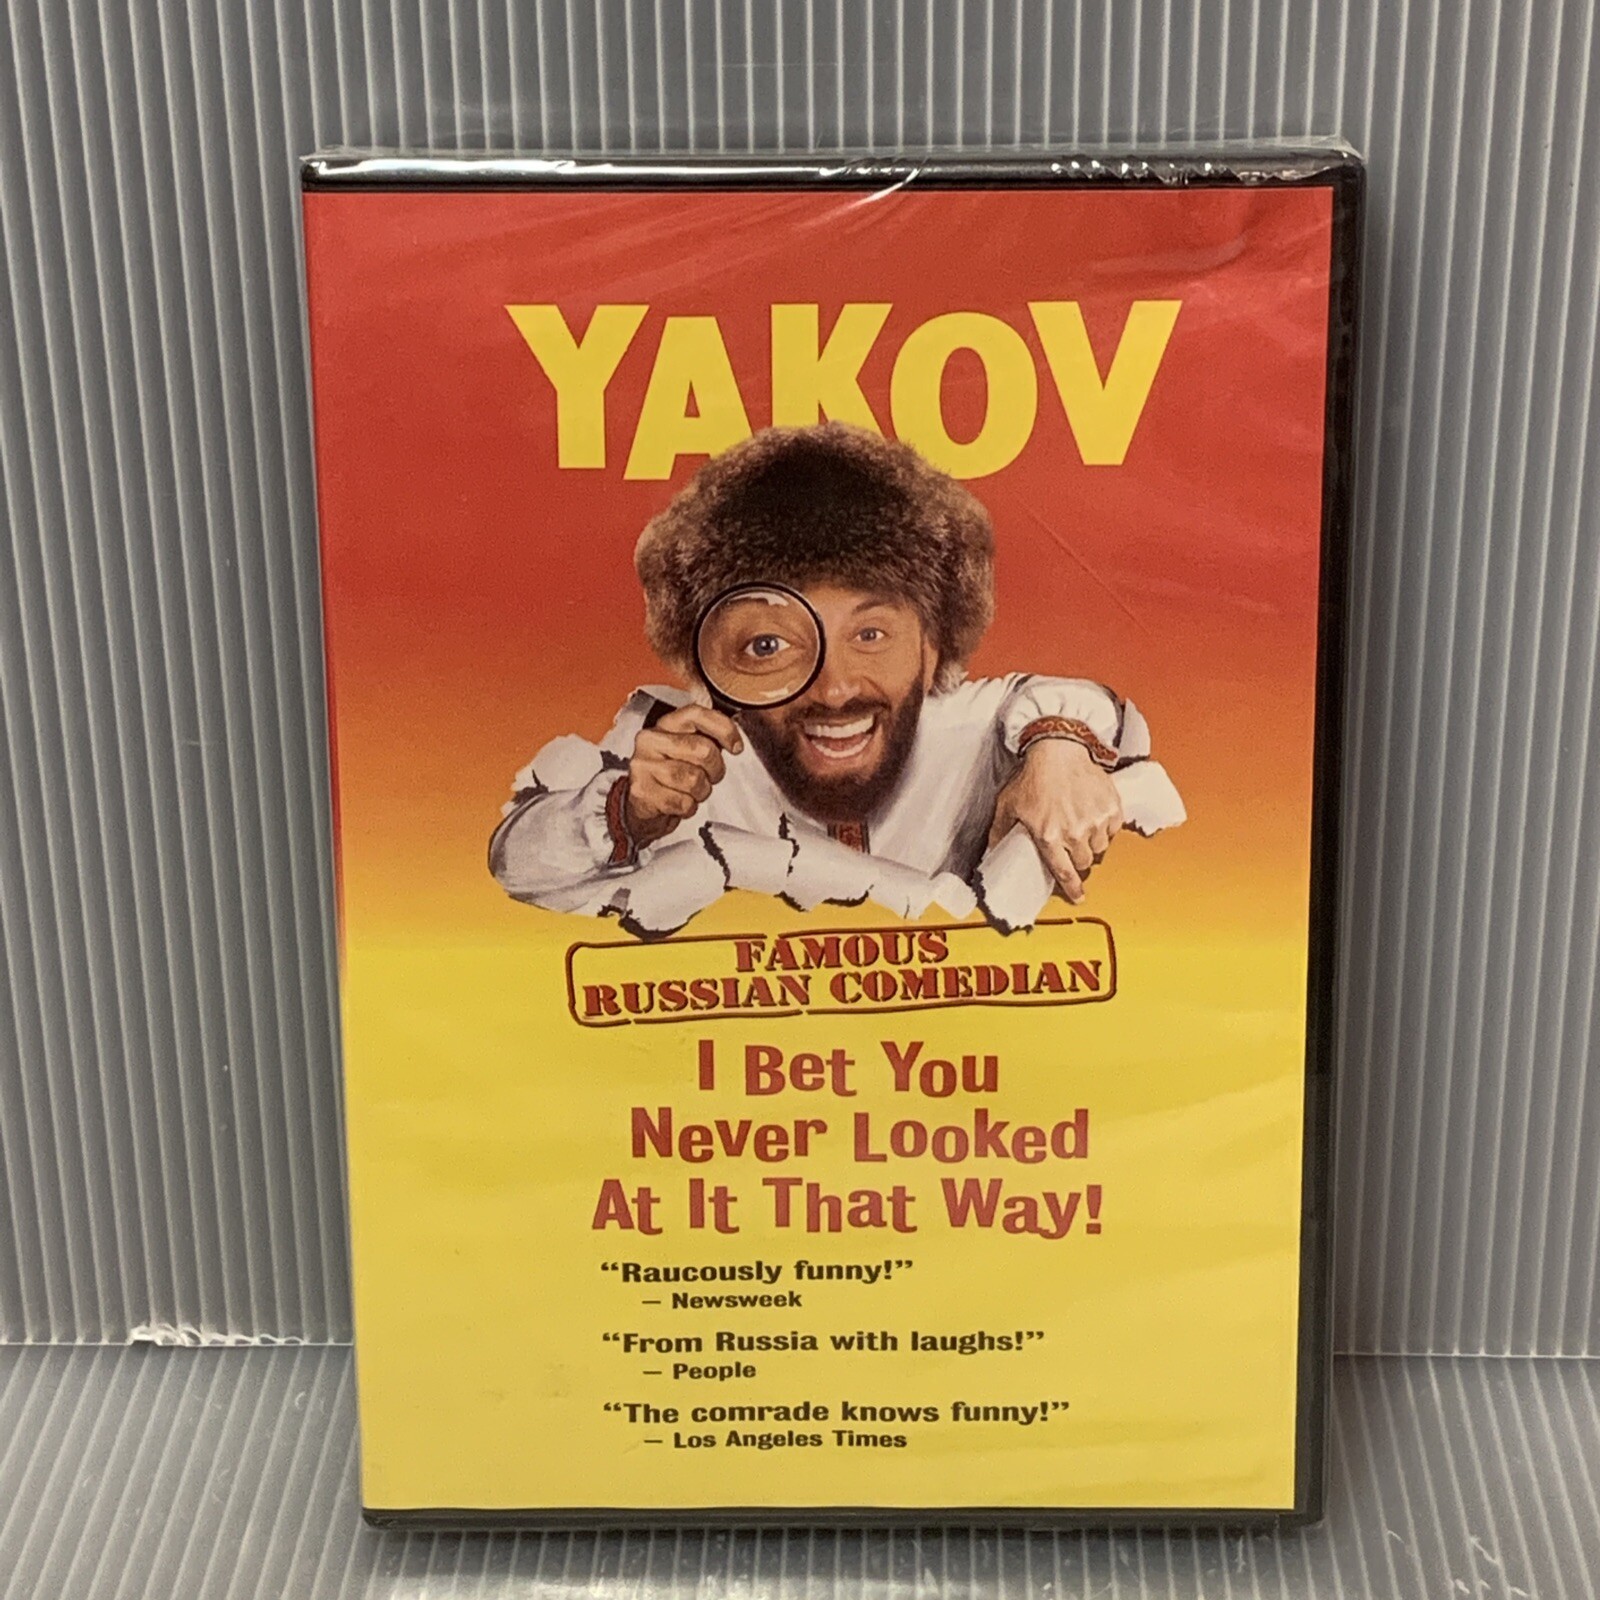 YAKOV
FAMOUS
RUSSIAN COMEDIAN
I Bet You
Never Looked
At It That Way!
“Raucously funny!”
— Newsweek
“From Russia with laughs!”
— People
“The comrade knows funny!”
— Los Angeles Times